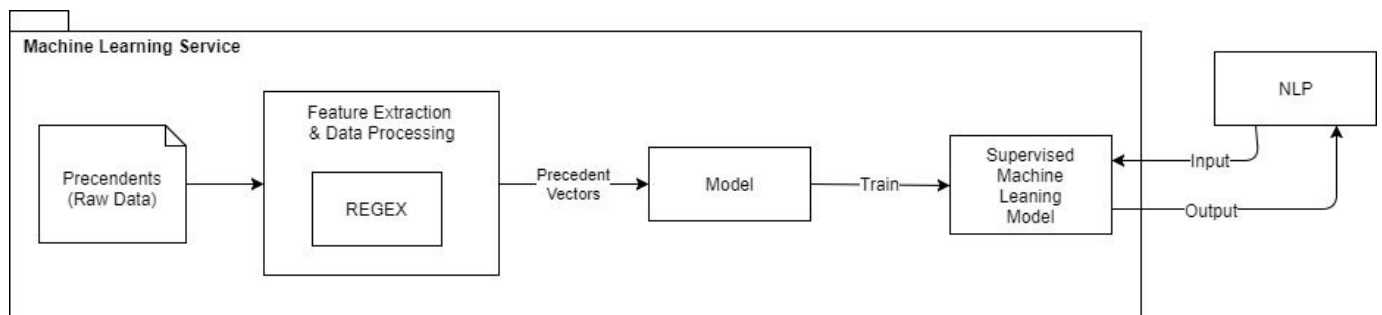 Machine Learning Service
Precendents
(Raw Data)
Feature Extraction
& Data Processing
REGEX
Precedent
Vectors
Model
Train
Supervised
Machine
Leaning
Model
Input
Output
NLP